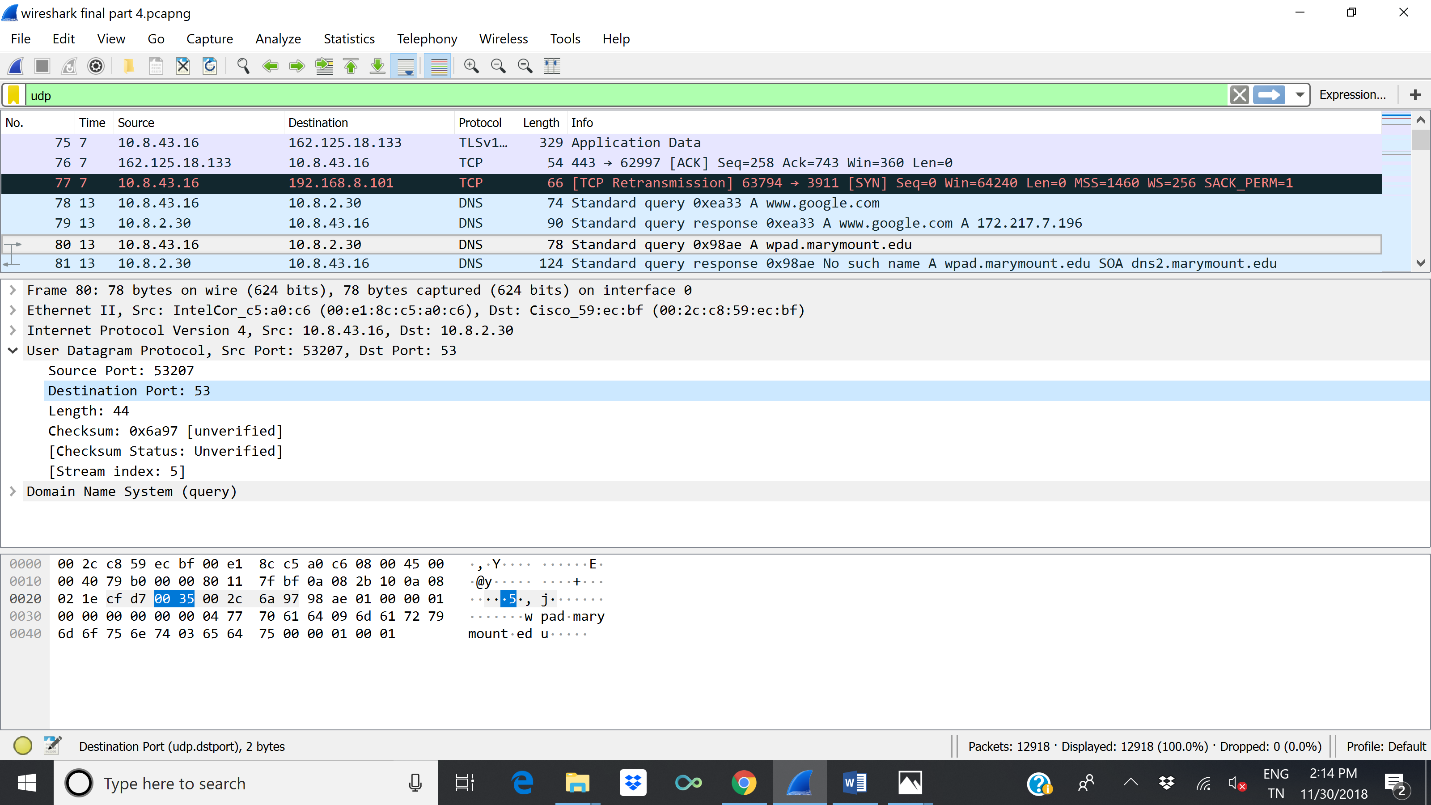 wireshark final part 4.pcapng
File Edit View Go Capture Analyze Statistics Telephony Wireless Tools Help
udp Expression... +
No. Time Source Destination Protocol Length Info
75 7 10.8.43.16 162.125.18.133 TLSv1… 329 Application Data
76 7 162.125.18.133 10.8.43.16 TCP 54 443 → 62997 [ACK] Seq=258 Ack=743 Win=360 Len=0
77 7 10.8.43.16 192.168.8.101 TCP 66 [TCP Retransmission] 63794 → 3911 [SYN] Seq=0 Win=64240 Len=0 MSS=1460 WS=256 SACK_PERM=1
78 13 10.8.43.16 10.8.2.30 DNS 74 Standard query 0xea33 A www.google.com
79 13 10.8.2.30 10.8.43.16 DNS 90 Standard query response 0xea33 A www.google.com A 172.217.7.196
80 13 10.8.43.16 10.8.2.30 DNS 78 Standard query 0x98ae A wpad.marymount.edu
81 13 10.8.2.30 10.8.43.16 DNS 124 Standard query response 0x98ae No such name A wpad.marymount.edu SOA dns2.marymount.edu
Frame 80: 78 bytes on wire (624 bits), 78 bytes captured (624 bits) on interface 0
Ethernet II, Src: IntelCor_c5:a0:c6 (00:e1:8c:c5:a0:c6), Dst: Cisco_59:ec:bf (00:2c:c8:59:ec:bf)
Internet Protocol Version 4, Src: 10.8.43.16, Dst: 10.8.2.30
User Datagram Protocol, Src Port: 53207, Dst Port: 53
Source Port: 53207
Destination Port: 53
Length: 44
Checksum: 0x6a97 [unverified]
[Checksum Status: Unverified]
[Stream index: 5]
Domain Name System (query)
0000 00 2c c8 59 ec bf 00 e1 8c c5 a0 c6 08 00 45 00 ·,·Y···· ······E·
0010 00 40 79 b0 00 00 80 11 7f bf 0a 08 2b 10 0a 08 ·@y····· ····+···
0020 02 1e cf d7 00 35 00 2c 6a 97 98 ae 01 00 00 01 ·····5·, j·······
0030 00 00 00 00 00 00 04 77 70 61 64 09 6d 61 72 79 ·······w pad·mary
0040 6d 6f 75 6e 74 03 65 64 75 00 00 01 00 01 mount·ed u·····
Destination Port (udp.dstport), 2 bytes Packets: 12918 · Displayed: 12918 (100.0%) · Dropped: 0 (0.0%) Profile: Default
Type here to search ENG 2:14 PM
TN 11/30/2018 2